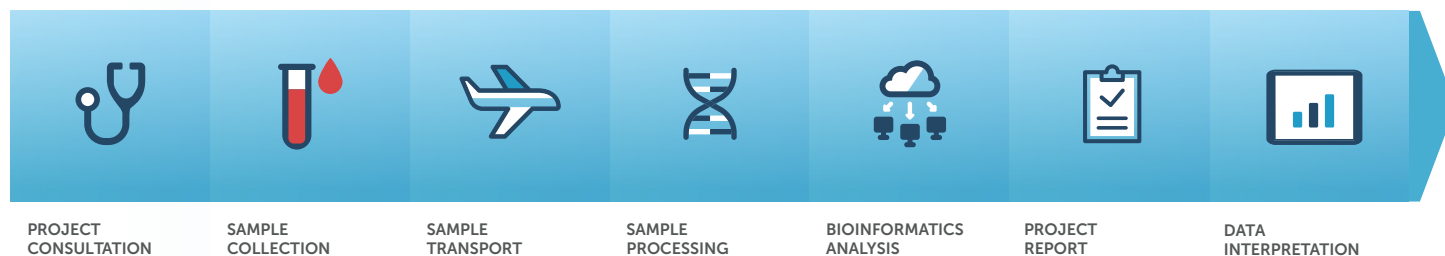 PROJECT
CONSULTATION
SAMPLE
COLLECTION
SAMPLE
TRANSPORT
SAMPLE
PROCESSING
BIOINFORMATICS
ANALYSIS
PROJECT
REPORT
DATA
INTERPRETATION